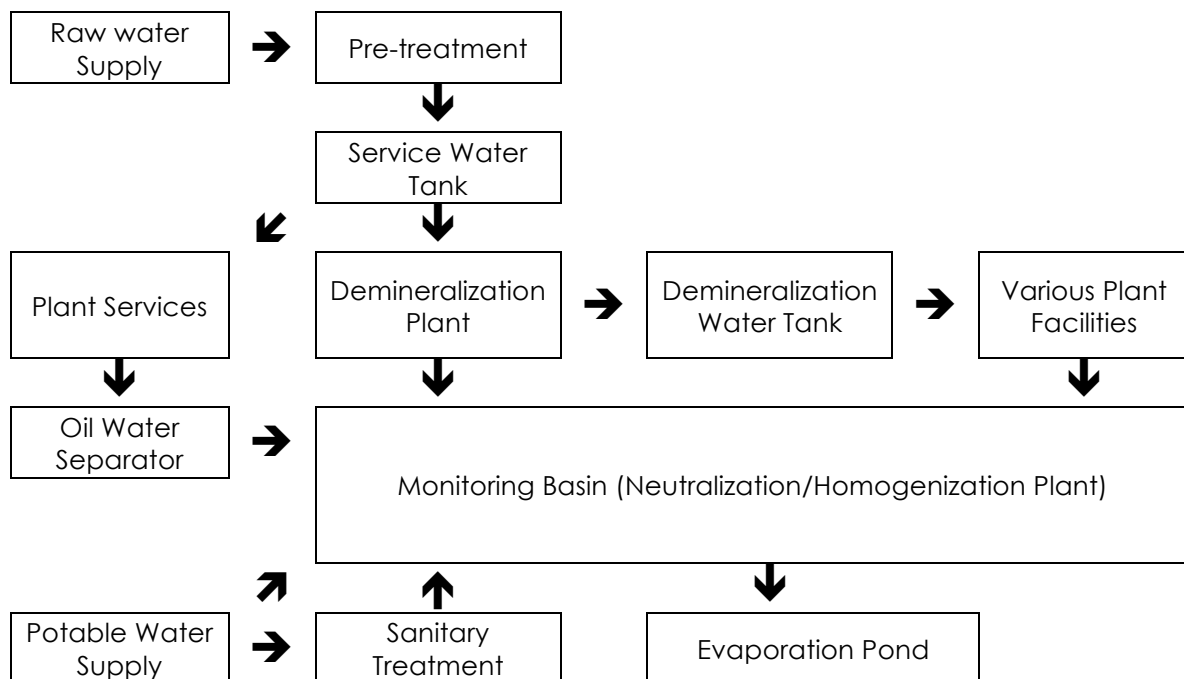 Raw water
Supply
Pre-treatment
Service Water
Tank
Plant Services
Demineralization
Plant
Demineralization
Water Tank
Various Plant
Facilities
Oil Water
Separator
Monitoring Basin (Neutralization/Homogenization Plant)
Potable Water
Supply
Sanitary
Treatment
Evaporation Pond